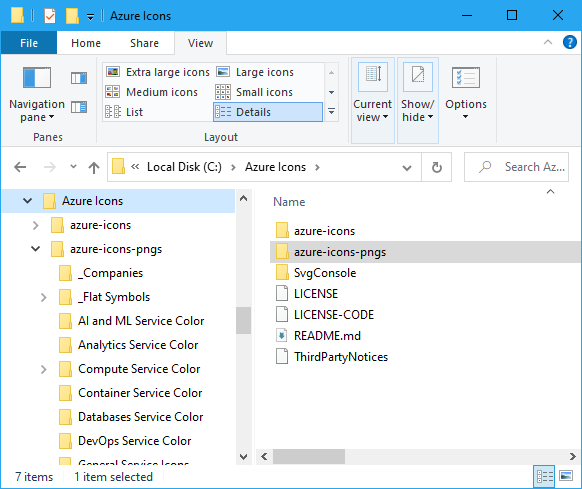 Azure Icons
File Home Share View
Navigation pane
Extra large icons Large icons
Medium icons Small icons
List Details
Current view
Show/ hide
Options
Panes Layout
Local Disk (C:) Azure Icons
Search Az...
Azure Icons
azure-icons
azure-icons-pngs
_Companies
_Flat Symbols
AI and ML Service Color
Analytics Service Color
Compute Service Color
Container Service Color
Databases Service Color
DevOps Service Color
General Service Icons
Name
azure-icons
azure-icons-pngs
SvgConsole
LICENSE
LICENSE-CODE
README.md
ThirdPartyNotices
7 items 1 item selected